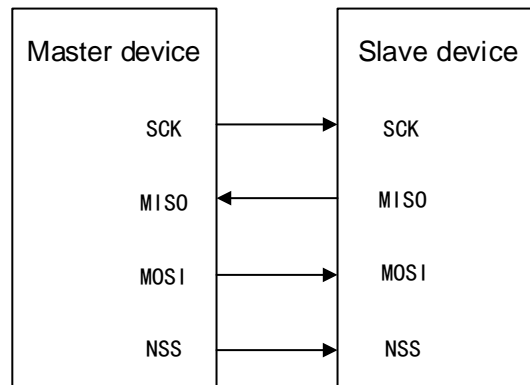 Master device
Slave device
SCK
SCK
MISO
MISO
MOSI
MOSI
NSS
NSS